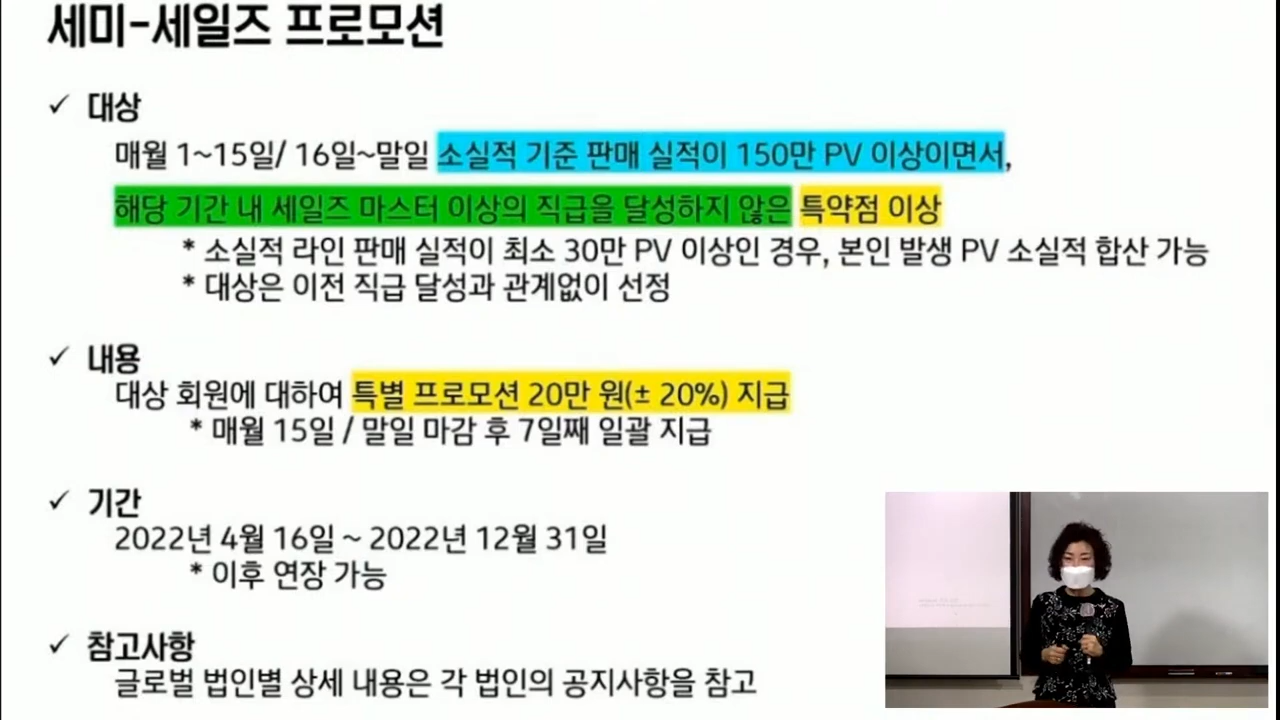 세미-세일즈 프로모션
✓ 대상
매월 1~15일/ 16일~말일 소실적 기준 판매 실적이 150만 PV 이상이면서,
해당 기간 내 세일즈 마스터 이상의 직급을 달성하지 않은 특약점 이상
* 소실적 라인 판매 실적이 최소 30만 PV 이상인 경우, 본인 발생 PV 소실적 합산 가능
* 대상은 이전 직급 달성과 관계없이 선정
✓ 내용
대상 회원에 대하여 특별 프로모션 20만 원(± 20%) 지급
* 매월 15일 / 말일 마감 후 7일째 일괄 지급
✓ 기간
2022년 4월 16일 ~ 2022년 12월 31일
* 이후 연장 가능
✓ 참고사항
글로벌 법인별 상세 내용은 각 법인의 공지사항을 참고